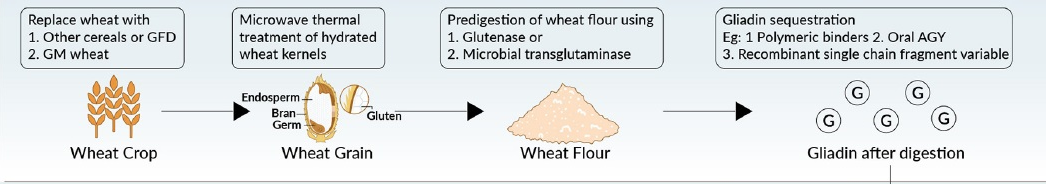 Replace wheat with
1. Other cereals or GFD
2. GM wheat
Microwave thermal
treatment of hydrated
wheat kernels
Predigestion of wheat flour using
1. Glutenase or
2. Microbial transglutaminase
Gliadin sequestration
Eg: 1 Polymeric binders 2. Oral AGY
3. Recombinant single chain fragment variable
Endosperm
Bran
Germ
Gluten
G
G
G
G
G
Wheat Crop
Wheat Grain
Wheat Flour
Gliadin after digestion